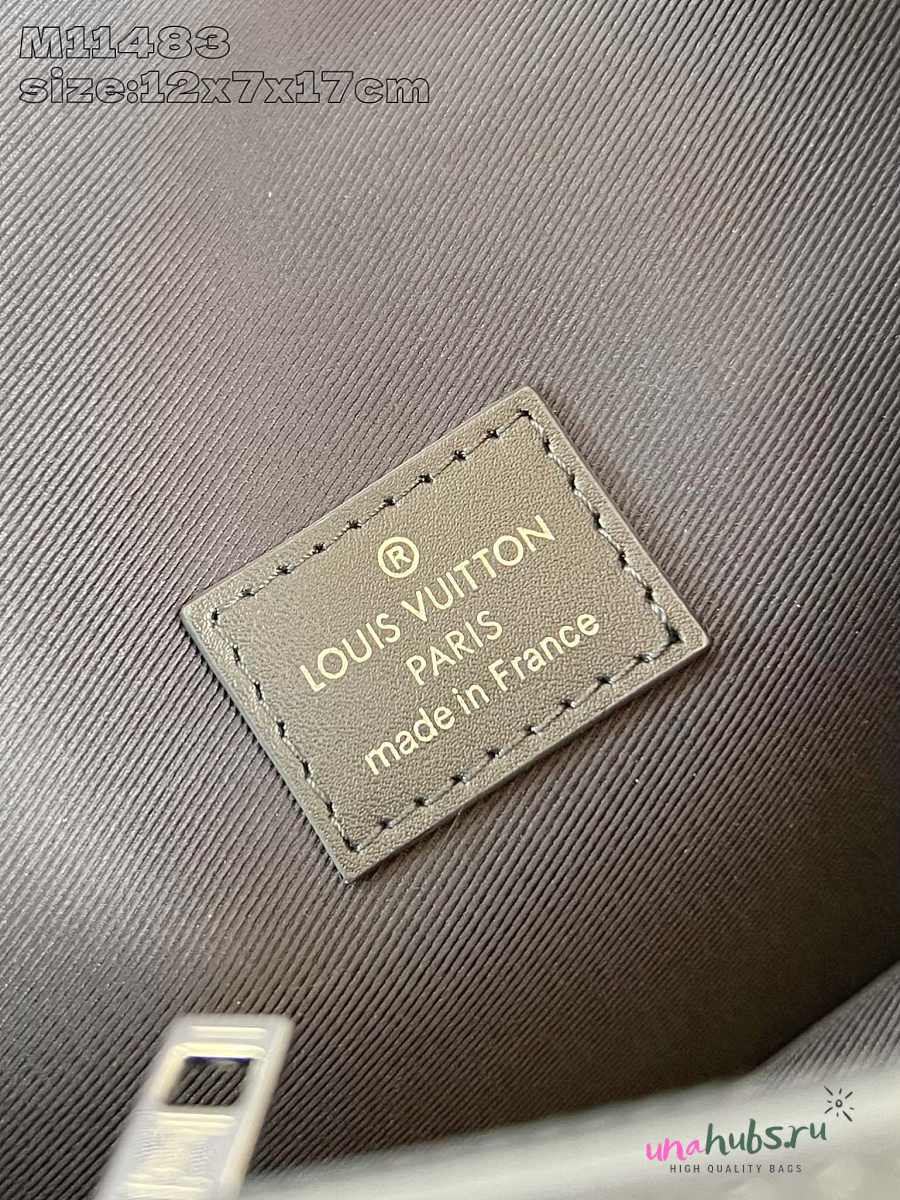 M11483
size:12x7x17cm
®
LOUIS VUITTON
PARIS
made in France
unahubs.ru
HIGH QUALITY BAGS